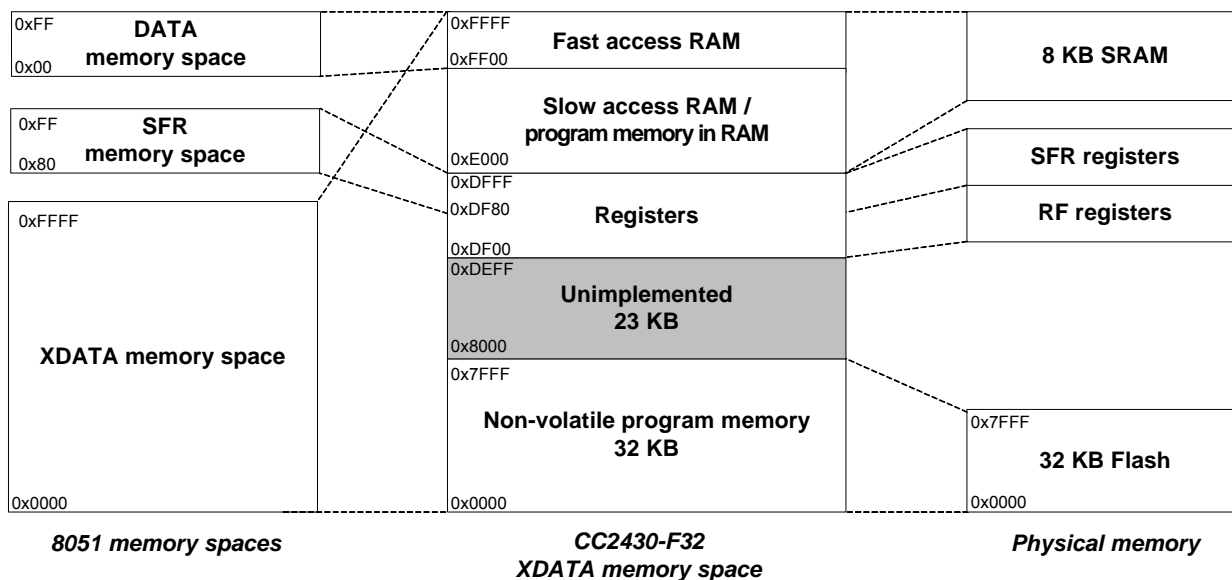 0xFF
DATA
memory space
0x00
0xFF
SFR
memory space
0x80
0xFFFF
XDATA memory space
0x0000
8051 memory spaces
0xFFFF
Fast access RAM
0xFF00
Slow access RAM /
program memory in RAM
0xE000
0xDFFF
0xDF80
Registers
0xDF00
0xDEFF
Unimplemented
23 KB
0x8000
0x7FFF
Non-volatile program memory
32 KB
0x0000
CC2430-F32
XDATA memory space
8 KB SRAM
SFR registers
RF registers
0x7FFF
32 KB Flash
0x0000
Physical memory